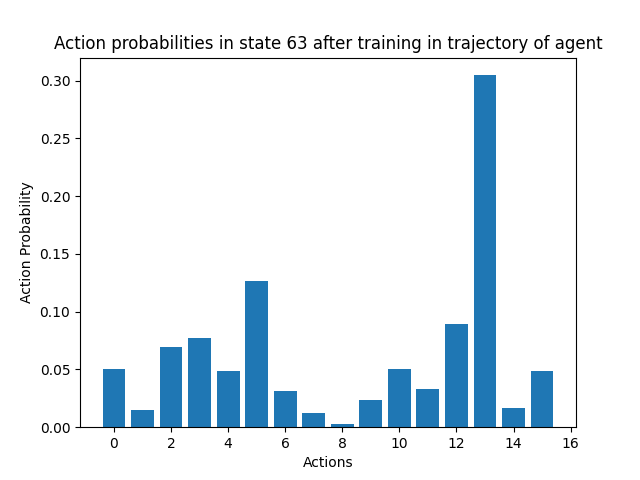 Action probabilities in state 63 after training in trajectory of agent
0.30
0.25
0.20
0.15
0.10
0.05
0.00
Action Probability
0 2 4 6 8 10 12 14 16
Actions